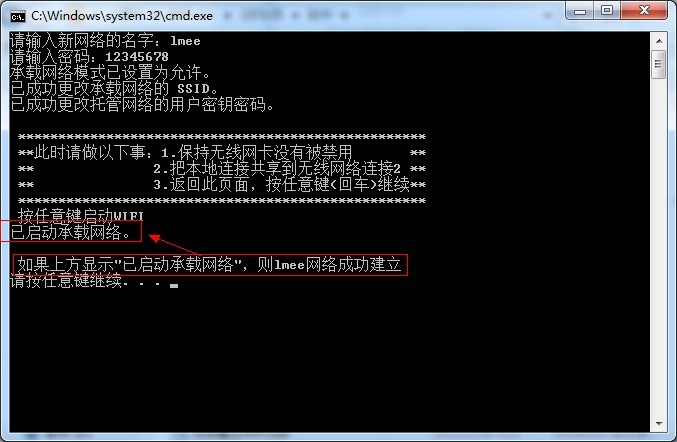 C:\Windows\system32\cmd.exe
请输入新网络的名字：lmee
请输入密码：12345678
承载网络模式已设置为允许。
已成功更改承载网络的 SSID。
已成功更改托管网络的用户密钥密码。
***************************************************
**此时请做以下事：1.保持无线网卡没有被禁用 **
** 2.把本地连接共享到无线网络连接2 **
** 3.返回此页面，按任意键(回车)继续**
***************************************************
按任意键启动WIFI
已启动承载网络。
如果上方显示"已启动承载网络"，则lmee网络成功建立
请按任意键继续. . .